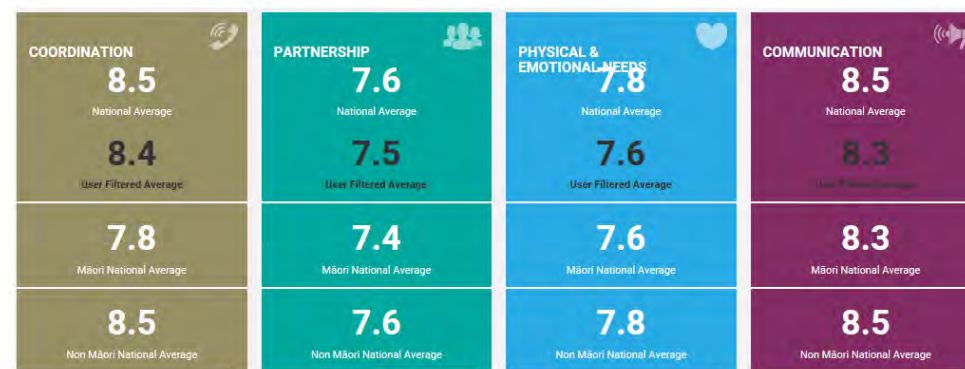 COORDINATION
8.5
National Average
8.4
User Filtered Average
7.8
Māori National Average
8.5
Non Māori National Average
PARTNERSHIP
7.6
National Average
7.5
User Filtered Average
7.4
Māori National Average
7.6
Non Māori National Average
PHYSICAL &
EMOTIONAL NEEDS
7.8
National Average
7.6
User Filtered Average
7.6
Māori National Average
7.8
Non Māori National Average
COMMUNICATION
8.5
National Average
8.3
User Filtered Average
8.3
Māori National Average
8.5
Non Māori National Average